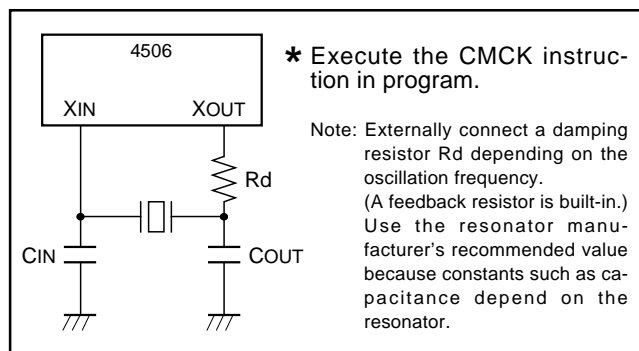 4506
XIN
XOUT
Rd
CIN
COUT
* Execute the CMCK instruc-
tion in program.
Note: Externally connect a damping
resistor Rd depending on the
oscillation frequency.
(A feedback resistor is built-in.)
Use the resonator manu-
facturer's recommended value
because constants such as ca-
pacitance depend on the
resonator.